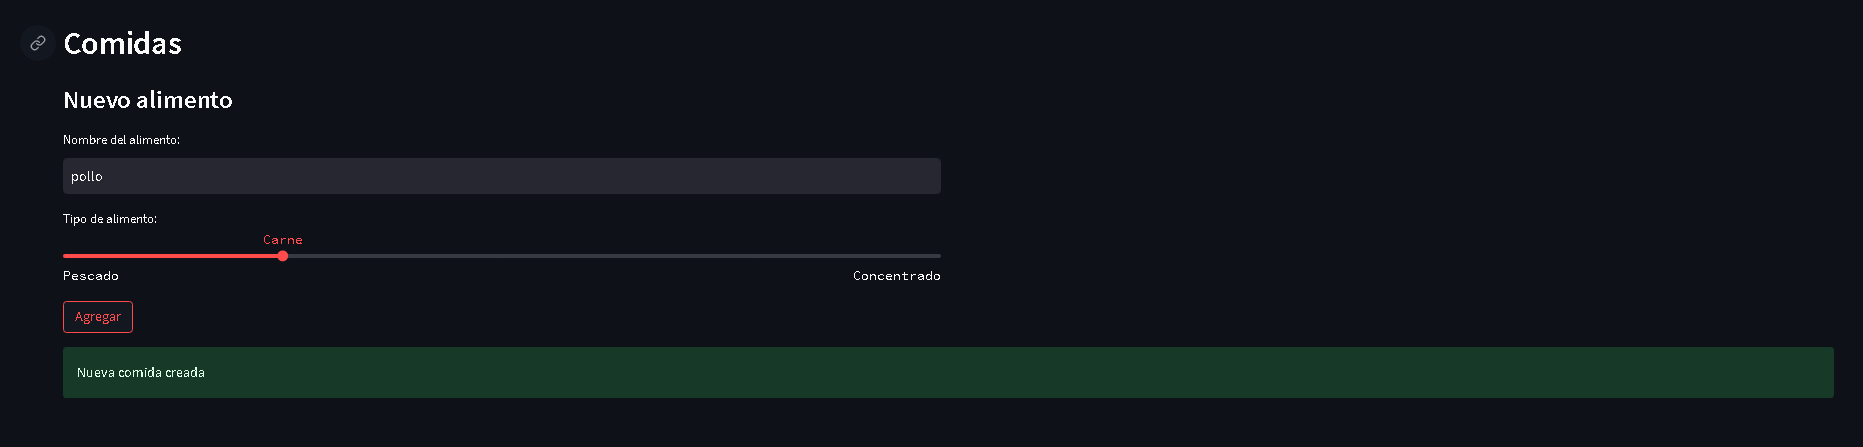 Comidas
Nuevo alimento
Nombre del alimento:
pollo
Tipo de alimento:
Carne
Pescado Concentrado
Agregar
Nueva comida creada